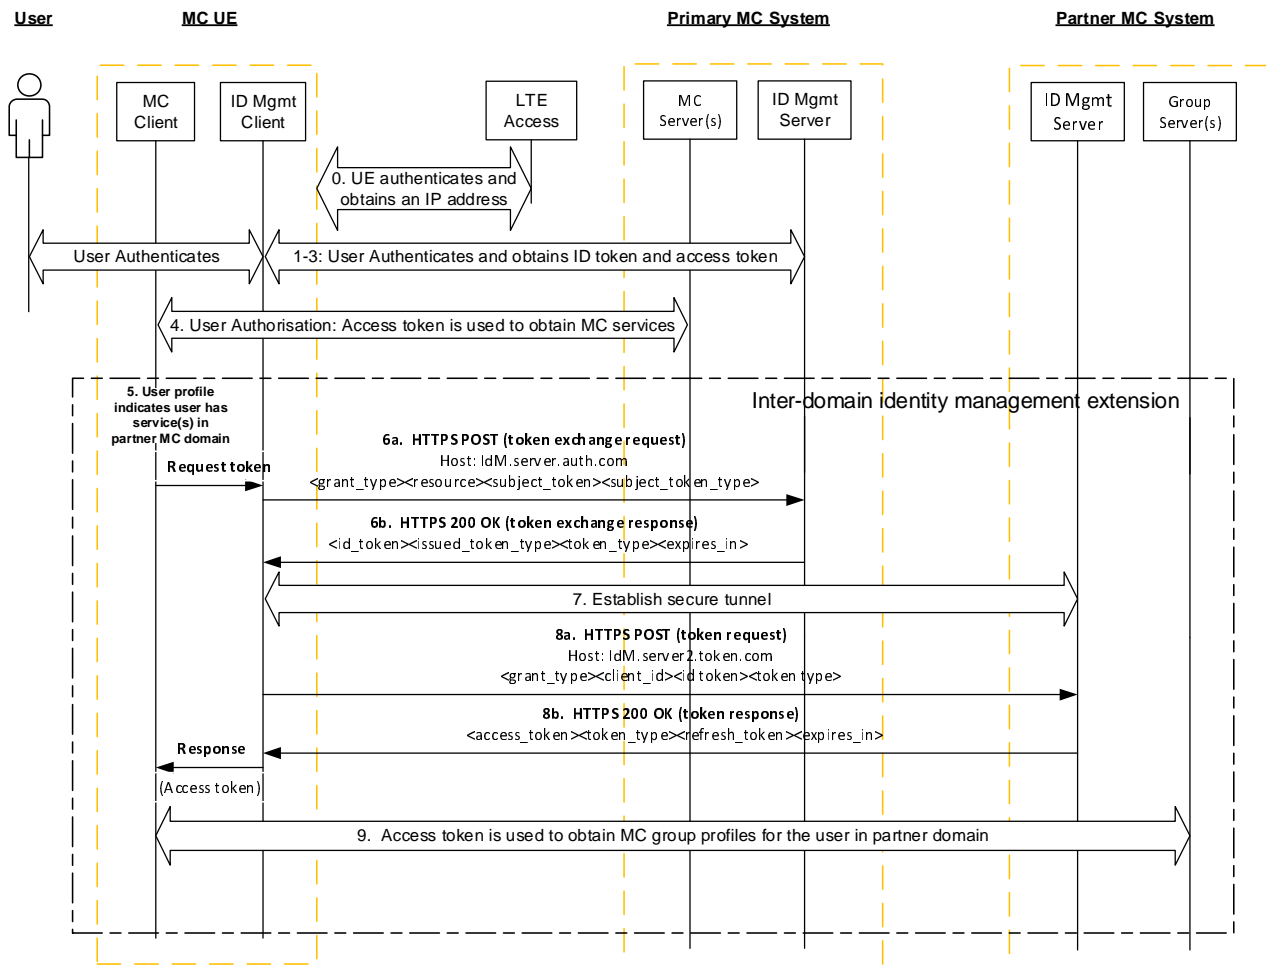 User
MC UE
Primary MC System
Partner MC System
MC
Client
ID Mgmt
Client
LTE
Access
MC
Server(s)
ID Mgmt
Server
ID Mgmt
Server
Group
Server(s)
0. UE authenticates and
obtains an IP address
User Authenticates
1-3: User Authenticates and obtains ID token and access token
4. User Authorisation: Access token is used to obtain MC services
5. User profile
indicates user has
service(s) in
partner MC domain
Inter-domain identity management extension
Request token
6a. HTTPS POST (token exchange request)
Host: IdM.server.auth.com
<grant_type><resource><subject_token><subject_token_type>
6b. HTTPS 200 OK (token exchange response)
<id_token><issued_token_type><token_type><expires_in>
7. Establish secure tunnel
8a. HTTPS POST (token request)
Host: IdM.server2.token.com
<grant_type><client_id><id token><token type>
8b. HTTPS 200 OK (token response)
<access_token><token_type><refresh_token><expires_in>
Response
(Access token)
9. Access token is used to obtain MC group profiles for the user in partner domain